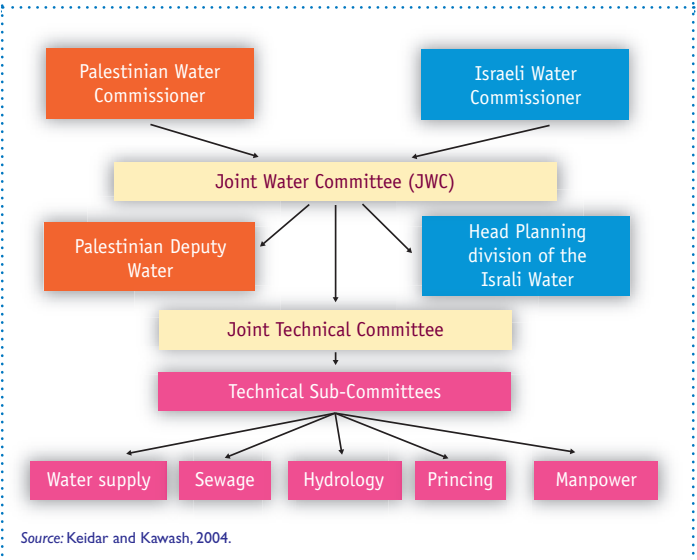 Palestinian Water
Commissioner
Israeli Water
Commissioner
Joint Water Committee (JWC)
Palestinian Deputy
Water
Head Planning
division of the
Israli Water
Joint Technical Committee
Technical Sub-Committees
Water supply
Sewage
Hydrology
Princing
Manpower
Source: Keidar and Kawash, 2004.